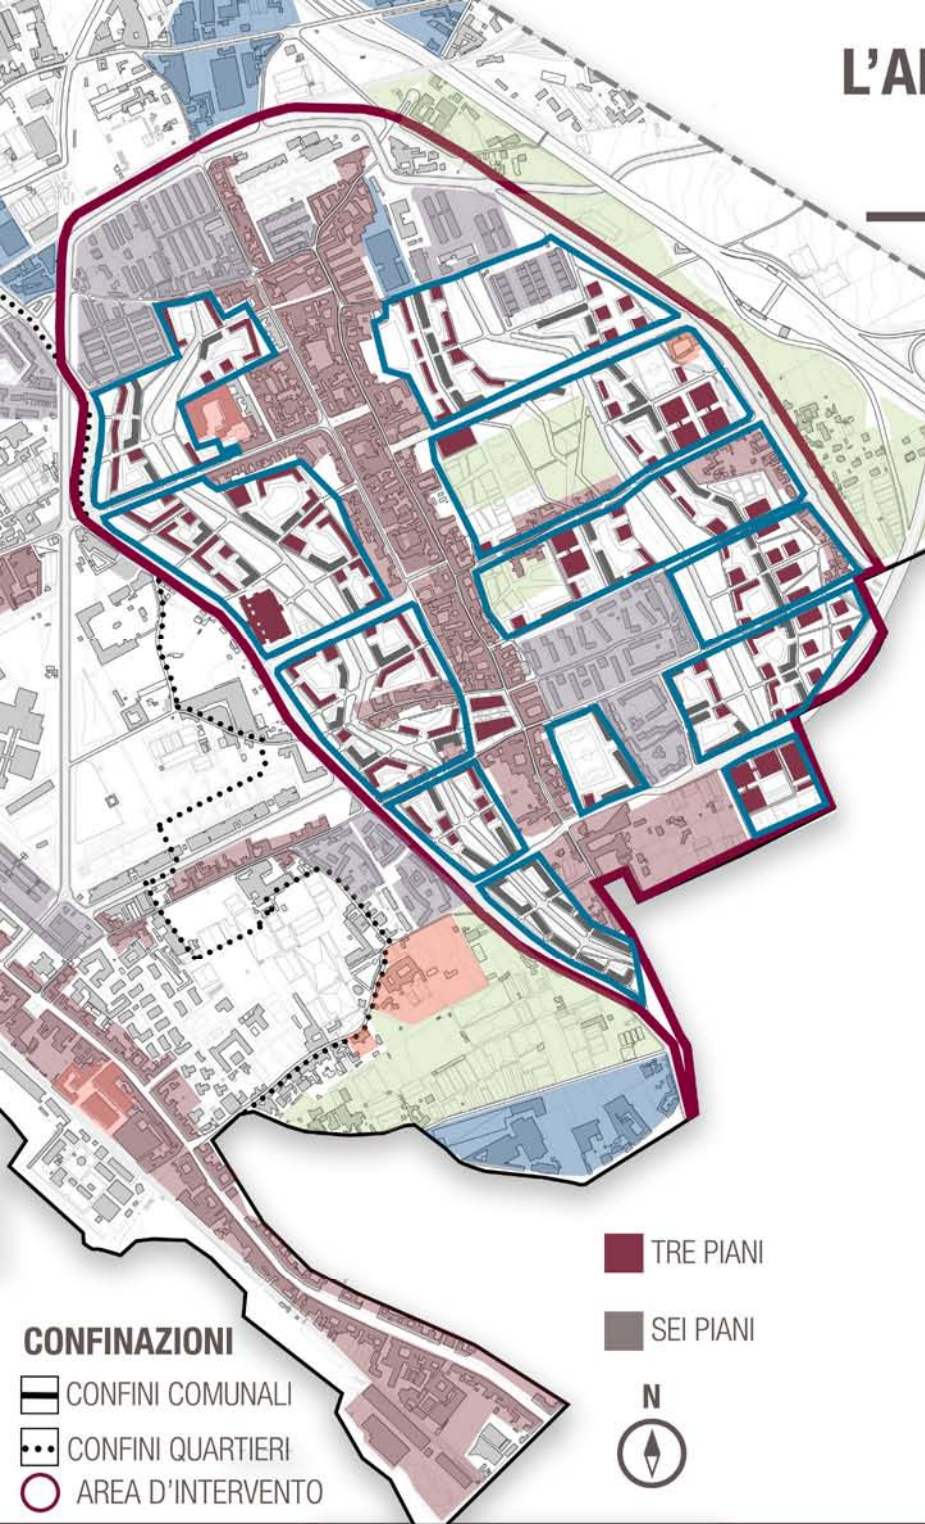 L'A
TRE PIANI
SEI PIANI
N
CONFINAZIONI
CONFINI COMUNALI
CONFINI QUARTIERI
AREA D'INTERVENTO